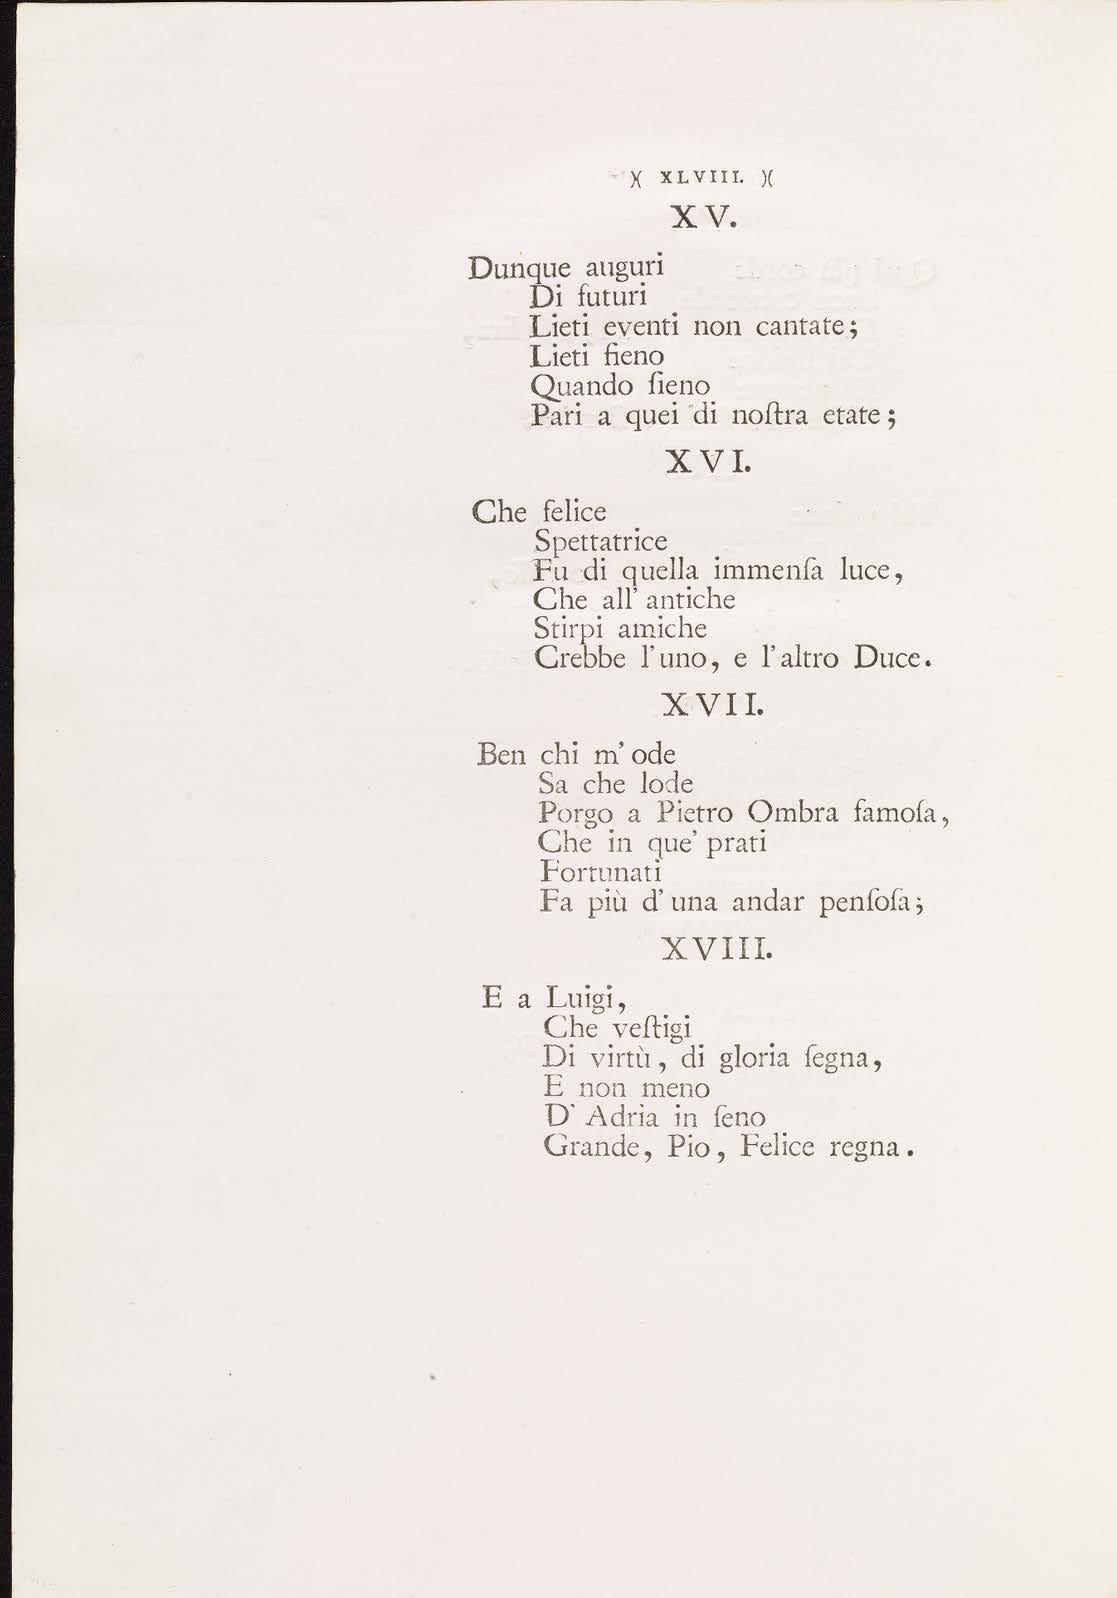 )( XLVIII. )(
XV.
Dunque auguri
Di futuri
Lieti eventi non cantate;
Lieti fieno
Quando ſieno
Pari a quei di noſtra etate;
XVI.
Che felice
Spettatrice
Fu di quella immenſa luce,
Che all' antiche
Stirpi amiche
Crebbe l'uno, e l'altro Duce.
XVII.
Ben chi m' ode
Sa che lode
Porgo a Pietro Ombra famoſa,
Che in que' prati
Fortunati
Fa più d' una andar penſoſa;
XVIII.
E a Luigi,
Che veſtigi
Di virtù, di gloria ſegna,
E non meno
D' Adria in ſeno
Grande, Pio, Felice regna.